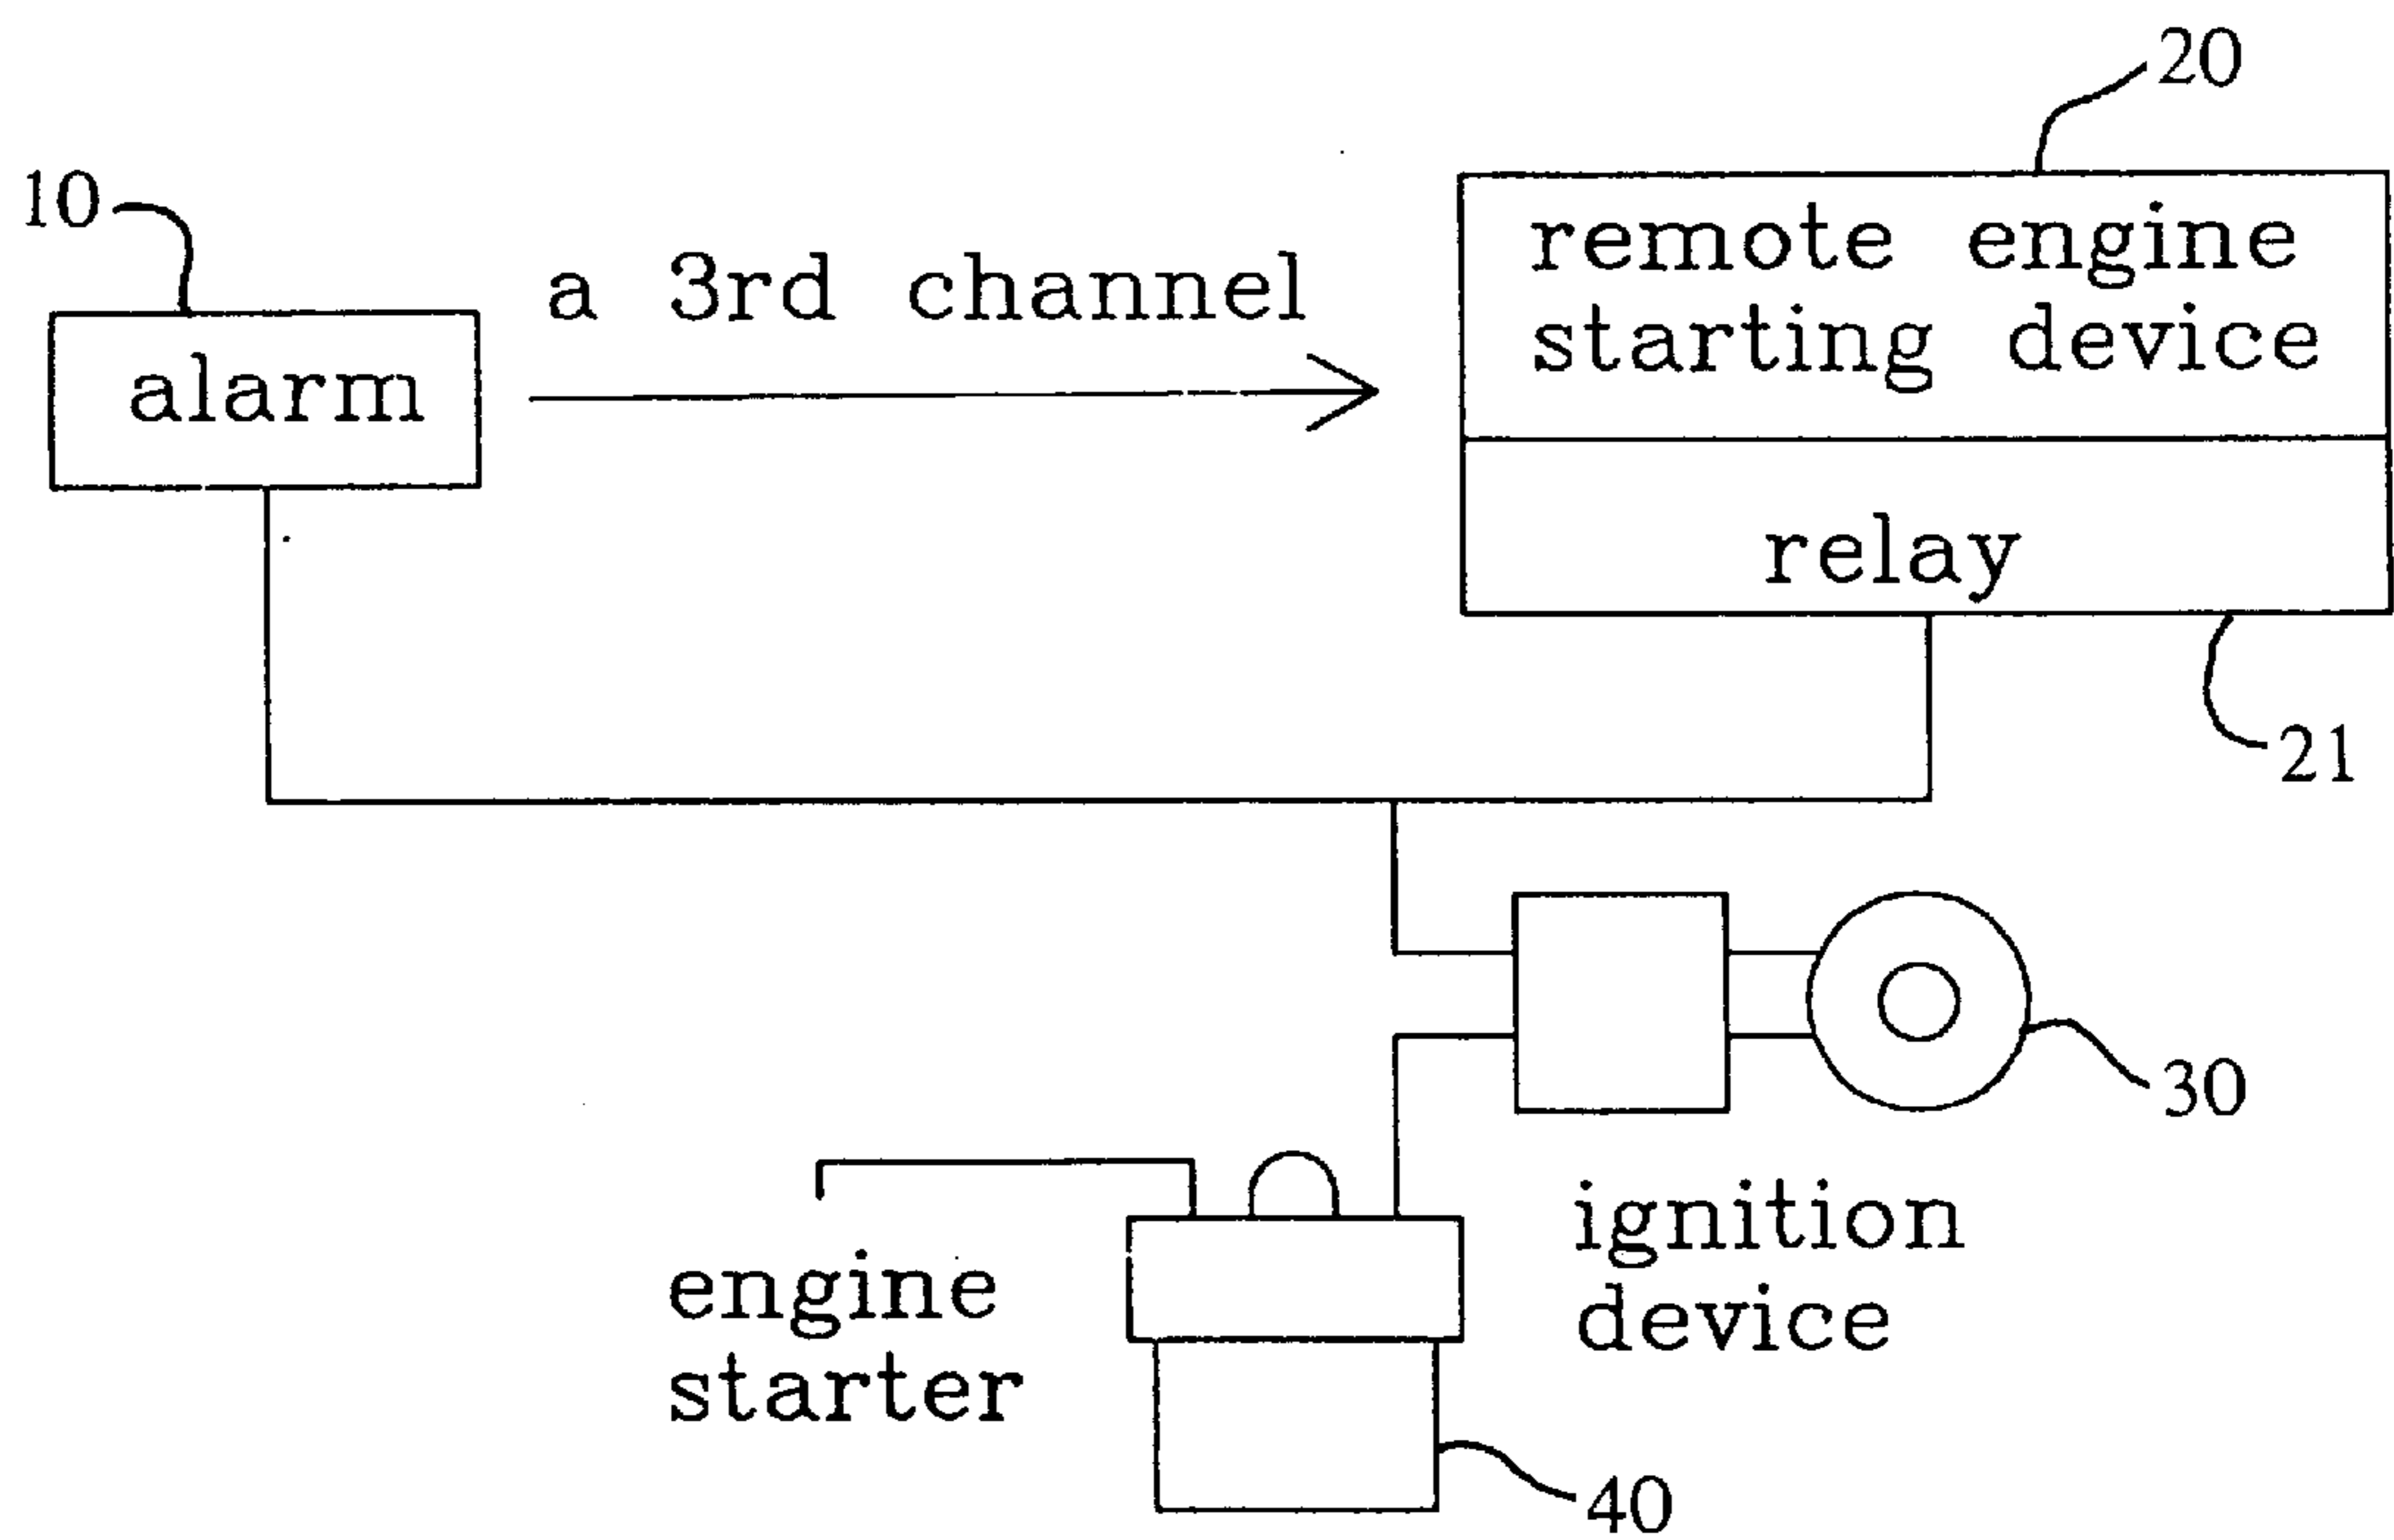 20
10
a 3rd channel
alarm
remote engine
starting device
relay
21
30
ignition
device
engine
starter
40